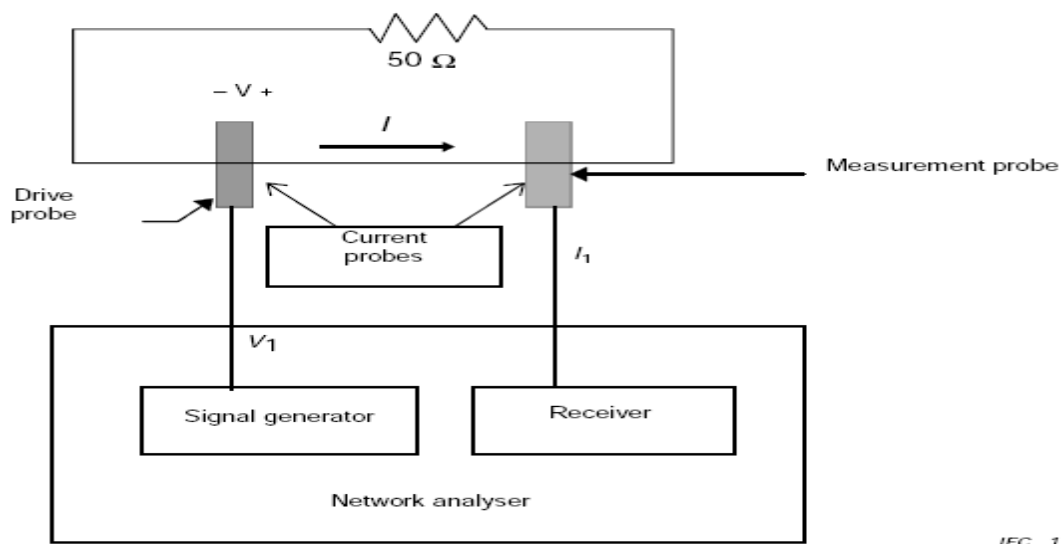 50 Ω
– V +
I
Measurement probe
Drive
probe
Current
probes
I1
V1
Signal generator
Receiver
Network analyser